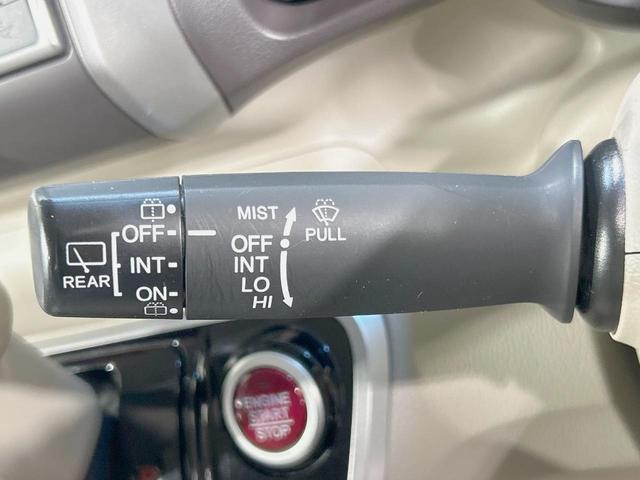 MIST
OFF
INT
LO
HI
PULL
REAR
OFF
INT
ON
ENGINE
START
STOP